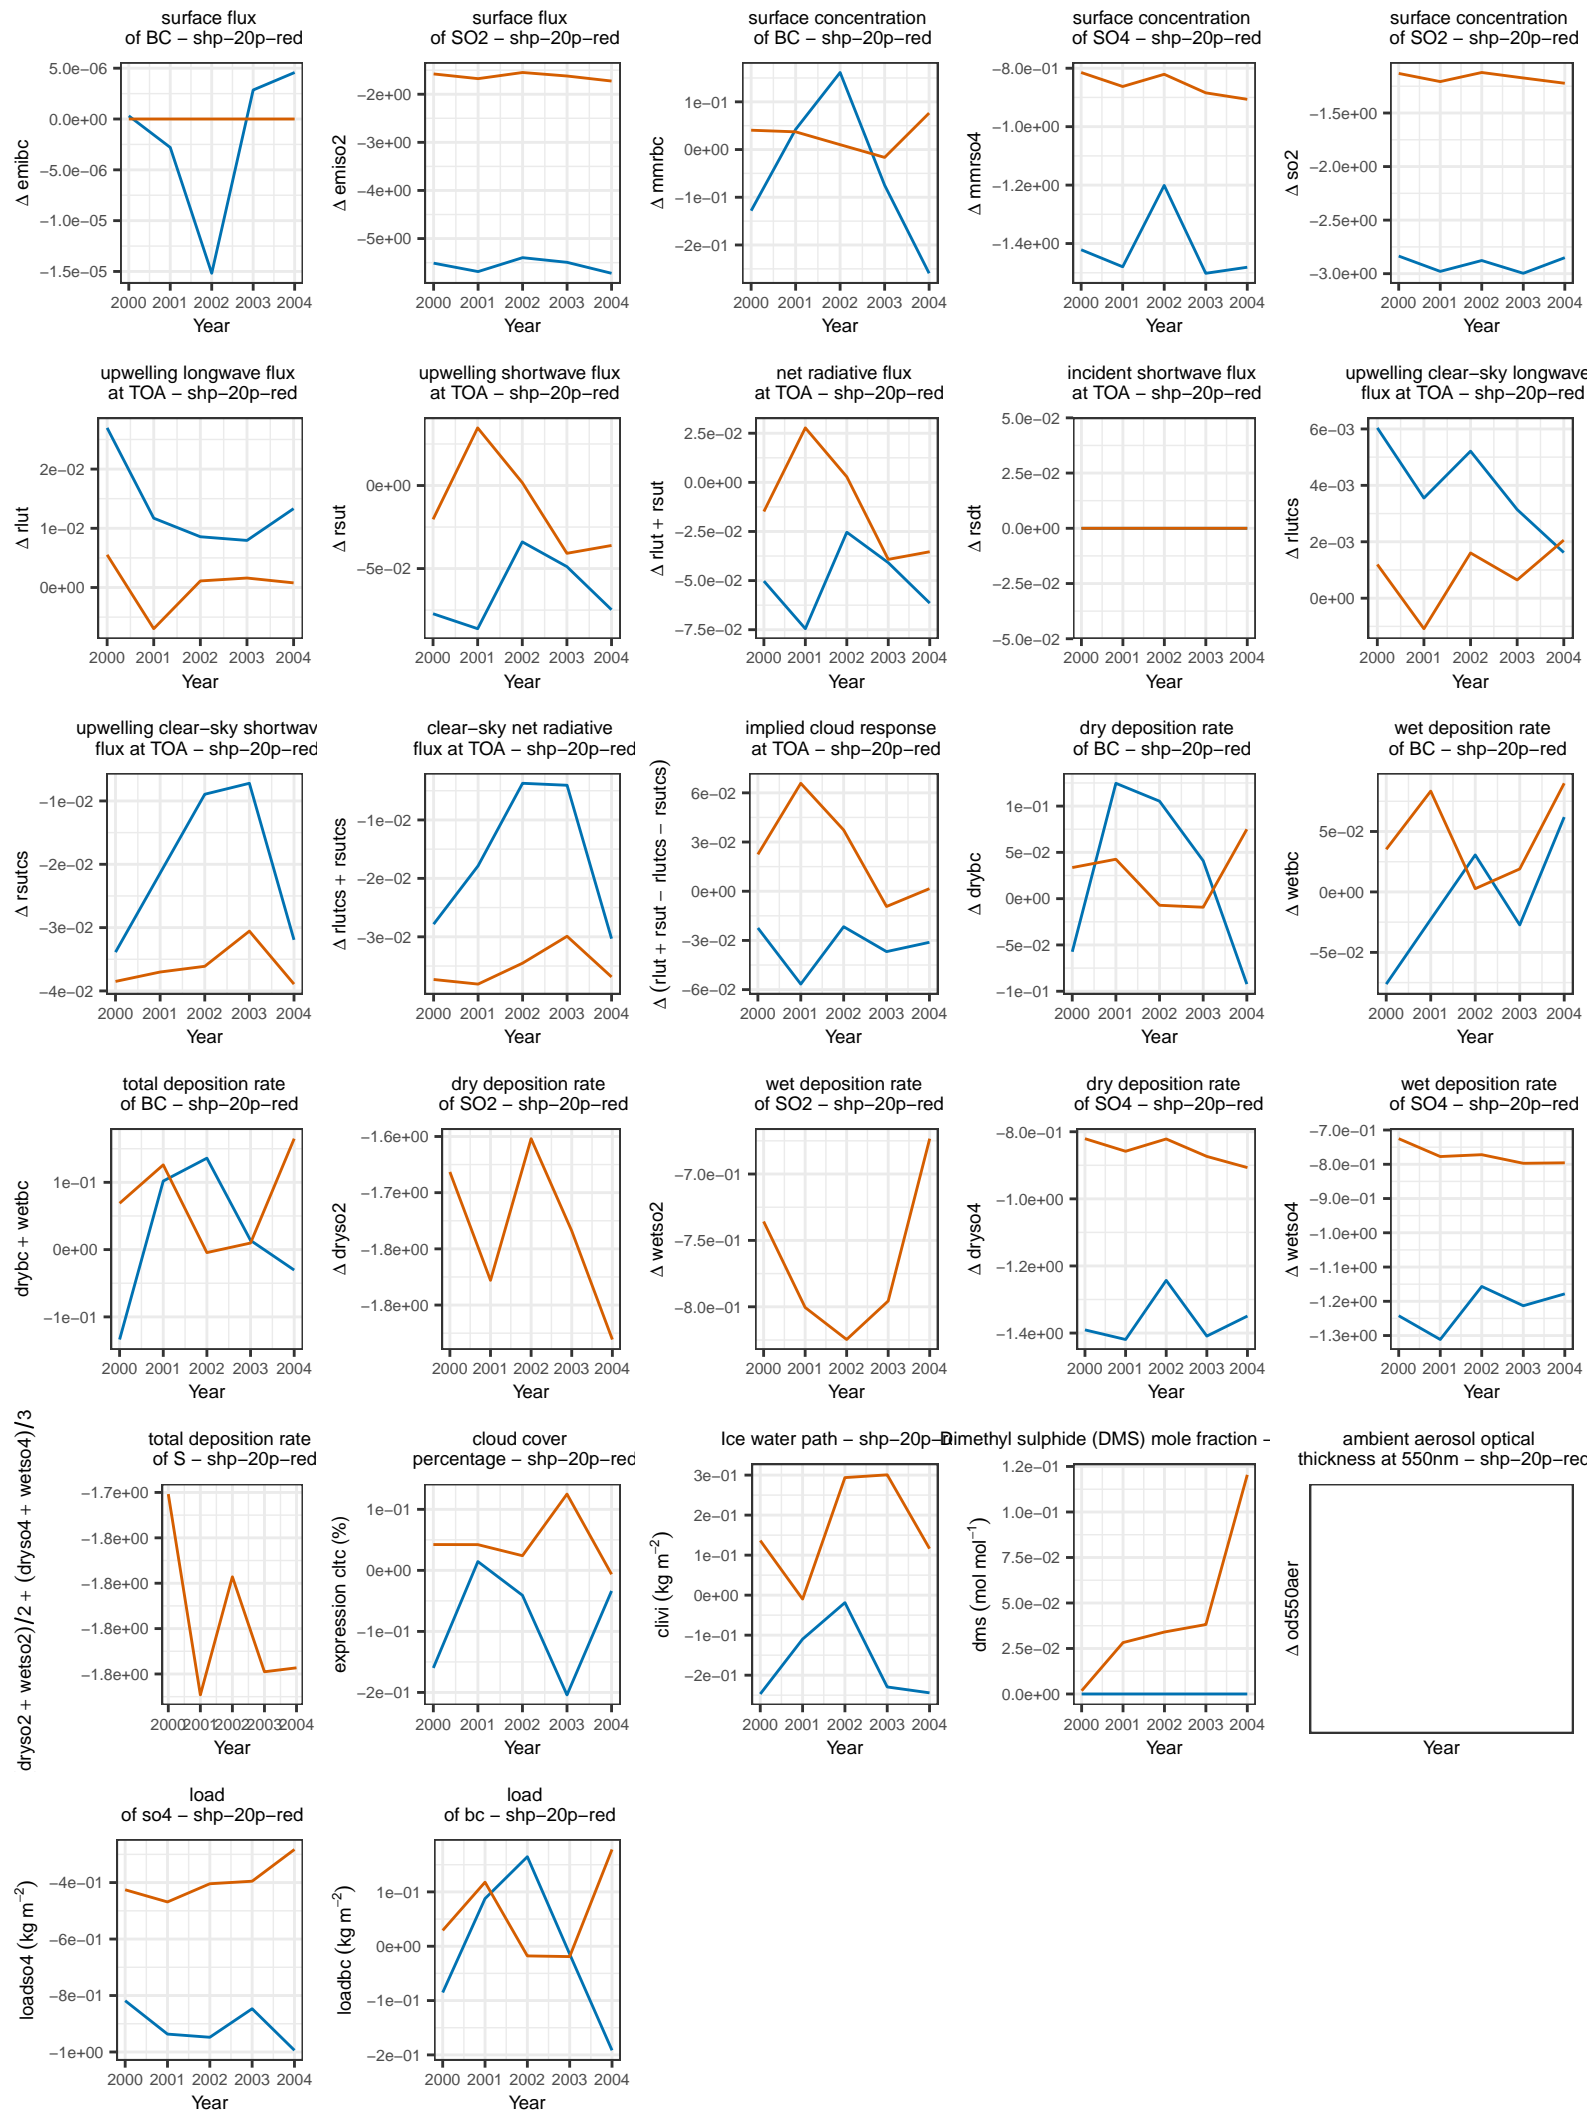 surface flux
of BC − shp−20p−red
Δ emibc
5.0e−06
0.0e+00
−5.0e−06
−1.0e−05
−1.5e−05
2000 2001 2002 2003 2004
Year
surface flux
of SO2 − shp−20p−red
Δ emiso2
−2e+00
−3e+00
−4e+00
−5e+00
2000 2001 2002 2003 2004
Year
surface concentration
of BC − shp−20p−red
Δ mmrbc
1e−01
0e+00
−1e−01
−2e−01
2000 2001 2002 2003 2004
Year
surface concentration
of SO4 − shp−20p−red
Δ mmrso4
−8.0e−01
−1.0e+00
−1.2e+00
−1.4e+00
2000 2001 2002 2003 2004
Year
surface concentration
of SO2 − shp−20p−red
Δ so2
−1.5e+00
−2.0e+00
−2.5e+00
−3.0e+00
2000 2001 2002 2003 2004
Year
upwelling longwave flux
at TOA − shp−20p−red
Δ rlut
2e−02
1e−02
0e+00
2000 2001 2002 2003 2004
Year
upwelling shortwave flux
at TOA − shp−20p−red
Δ rsut
0e+00
−5e−02
2000 2001 2002 2003 2004
Year
net radiative flux
at TOA − shp−20p−red
Δ rlut + rsut
2.5e−02
0.0e+00
−2.5e−02
−5.0e−02
−7.5e−02
2000 2001 2002 2003 2004
Year
incident shortwave flux
at TOA − shp−20p−red
Δ rsdt
5.0e−02
2.5e−02
0.0e+00
−2.5e−02
−5.0e−02
2000 2001 2002 2003 2004
Year
upwelling clear−sky longwave
flux at TOA − shp−20p−red
Δ rlutcs
6e−03
4e−03
2e−03
0e+00
2000 2001 2002 2003 2004
Year
upwelling clear−sky shortwav
flux at TOA − shp−20p−red
Δ rsutcs
−1e−02
−2e−02
−3e−02
−4e−02
2000 2001 2002 2003 2004
Year
clear−sky net radiative
flux at TOA − shp−20p−red
Δ rlutcs + rsutcs
−1e−02
−2e−02
−3e−02
2000 2001 2002 2003 2004
Year
implied cloud response
at TOA − shp−20p−red
Δ (rlut + rsut − rlutcs − rsutcs)
6e−02
3e−02
0e+00
−3e−02
−6e−02
2000 2001 2002 2003 2004
Year
dry deposition rate
of BC − shp−20p−red
Δ drybc
1e−01
5e−02
0e+00
−5e−02
−1e−01
2000 2001 2002 2003 2004
Year
wet deposition rate
of BC − shp−20p−red
Δ wetbc
5e−02
0e+00
−5e−02
2000 2001 2002 2003 2004
Year
total deposition rate
of BC − shp−20p−red
drybc + wetbc
1e−01
0e+00
−1e−01
2000 2001 2002 2003 2004
Year
dry deposition rate
of SO2 − shp−20p−red
Δ dryso2
−1.6e+00
−1.7e+00
−1.8e+00
−1.8e+00
2000 2001 2002 2003 2004
Year
wet deposition rate
of SO2 − shp−20p−red
Δ wetso2
−7.0e−01
−7.5e−01
−8.0e−01
2000 2001 2002 2003 2004
Year
dry deposition rate
of SO4 − shp−20p−red
Δ dryso4
−8.0e−01
−1.0e+00
−1.2e+00
−1.4e+00
2000 2001 2002 2003 2004
Year
wet deposition rate
of SO4 − shp−20p−red
Δ wetso4
−7.0e−01
−8.0e−01
−9.0e−01
−1.0e+00
−1.1e+00
−1.2e+00
−1.3e+00
2000 2001 2002 2003 2004
Year
total deposition rate
of S − shp−20p−red
dryso2 + wetso2)/2 + (dryso4 + wetso4)/3
−1.7e+00
−1.8e+00
−1.8e+00
−1.8e+00
−1.8e+00
2000 2001 2002 2003 2004
Year
cloud cover
percentage − shp−20p−red
expression cltc (%)
1e−01
0e+00
−1e−01
−2e−01
2000 2001 2002 2003 2004
Year
Ice water path − shp−20p−
clivi (kg m−2)
3e−01
2e−01
1e−01
0e+00
−1e−01
−2e−01
2000 2001 2002 2003 2004
Year
Dimethyl sulphide (DMS) mole fraction −
dms (mol mol−1)
1.2e−01
1.0e−01
7.5e−02
5.0e−02
2.5e−02
0.0e+00
2000 2001 2002 2003 2004
Year
ambient aerosol optical
thickness at 550nm − shp−20p−red
Δ od550aer
Year
load
of so4 − shp−20p−red
loadso4 (kg m−2)
−4e−01
−6e−01
−8e−01
−1e+00
2000 2001 2002 2003 2004
Year
load
of bc − shp−20p−red
loadbc (kg m−2)
1e−01
0e+00
−1e−01
−2e−01
2000 2001 2002 2003 2004
Year